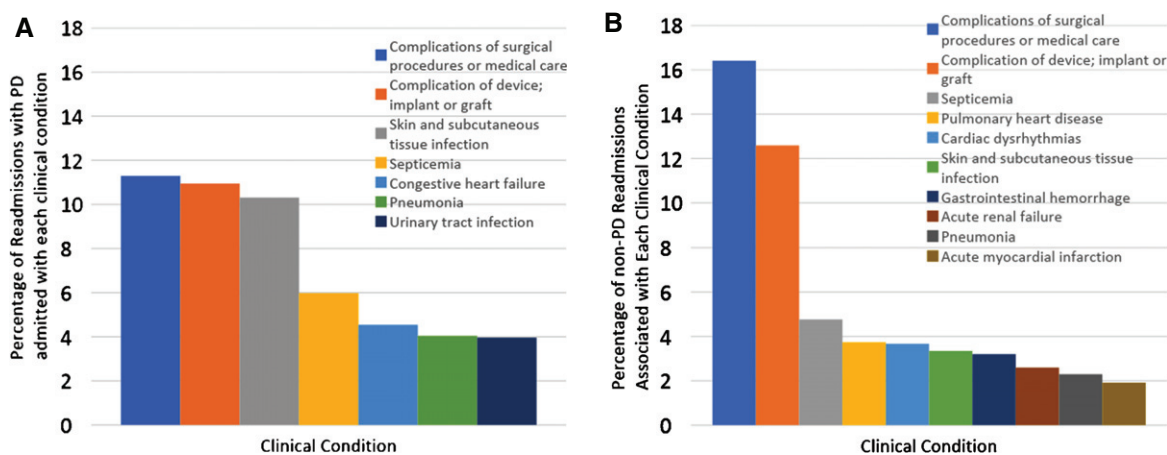 A
Percentage of Readmissions with PD
admitted with each clinical condition
18
16
14
12
10
8
6
4
2
0
Complications of surgical
procedures or medical care
Complication of device;
implant or graft
Skin and subcutaneous
tissue infection
Septicemia
Congestive heart failure
Pneumonia
Urinary tract infection
Clinical Condition
B
Percentage of non-PD Readmissions
Associated with Each Clinical Condition
18
16
14
12
10
8
6
4
2
0
Complications of surgical
procedures or medical care
Complication of device; implant or
graft
Septicemia
Pulmonary heart disease
Cardiac dysrhythmias
Skin and subcutaneous tissue
infection
Gastrointestinal hemorrhage
Acute renal failure
Pneumonia
Acute myocardial infarction
Clinical Condition